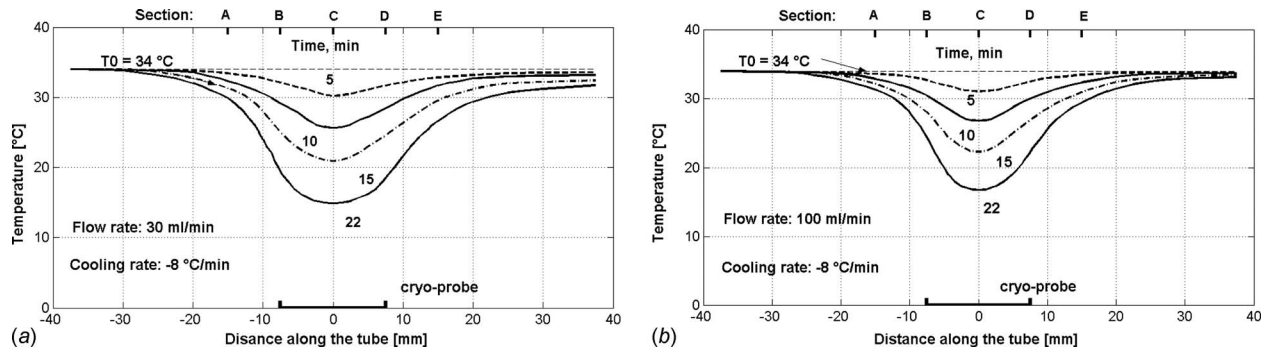 Section: A B C D E
40
Time, min
T0 = 34 °C
5
30
10
20
15
22
Flow rate: 30 ml/min
10
Cooling rate: -8 °C/min
cryo-probe
0
-40 -30 -20 -10 0 10 20 30 40
Disance along the tube [mm]
Temperature [°C]
(a)
Section: A B C D E
40
Time, min
T0 = 34 °C
5
30
10
15
20
22
Flow rate: 100 ml/min
10
Cooling rate: -8 °C/min
cryo-probe
0
-40 -30 -20 -10 0 10 20 30 40
Distance along the tube [mm]
Temperature [°C]
(b)